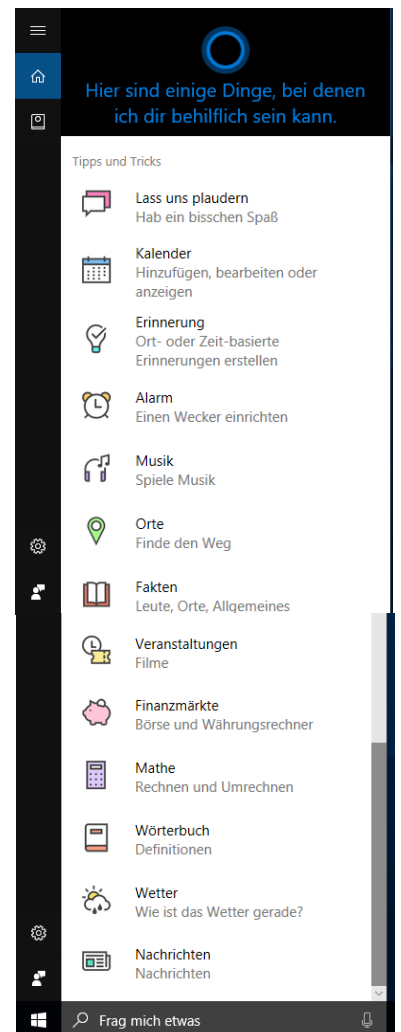 Hier sind einige Dinge, bei denen
ich dir behilflich sein kann.
Tipps und Tricks
Lass uns plaudern
Hab ein bisschen Spaß
Kalender
Hinzufügen, bearbeiten oder
anzeigen
Erinnerung
Ort- oder Zeit-basierte
Erinnerungen erstellen
Alarm
Einen Wecker einrichten
Musik
Spiele Musik
Orte
Finde den Weg
Fakten
Leute, Orte, Allgemeines
Veranstaltungen
Filme
Finanzmärkte
Börse und Währungsrechner
Mathe
Rechnen und Umrechnen
Wörterbuch
Definitionen
Wetter
Wie ist das Wetter gerade?
Nachrichten
Nachrichten
Frag mich etwas